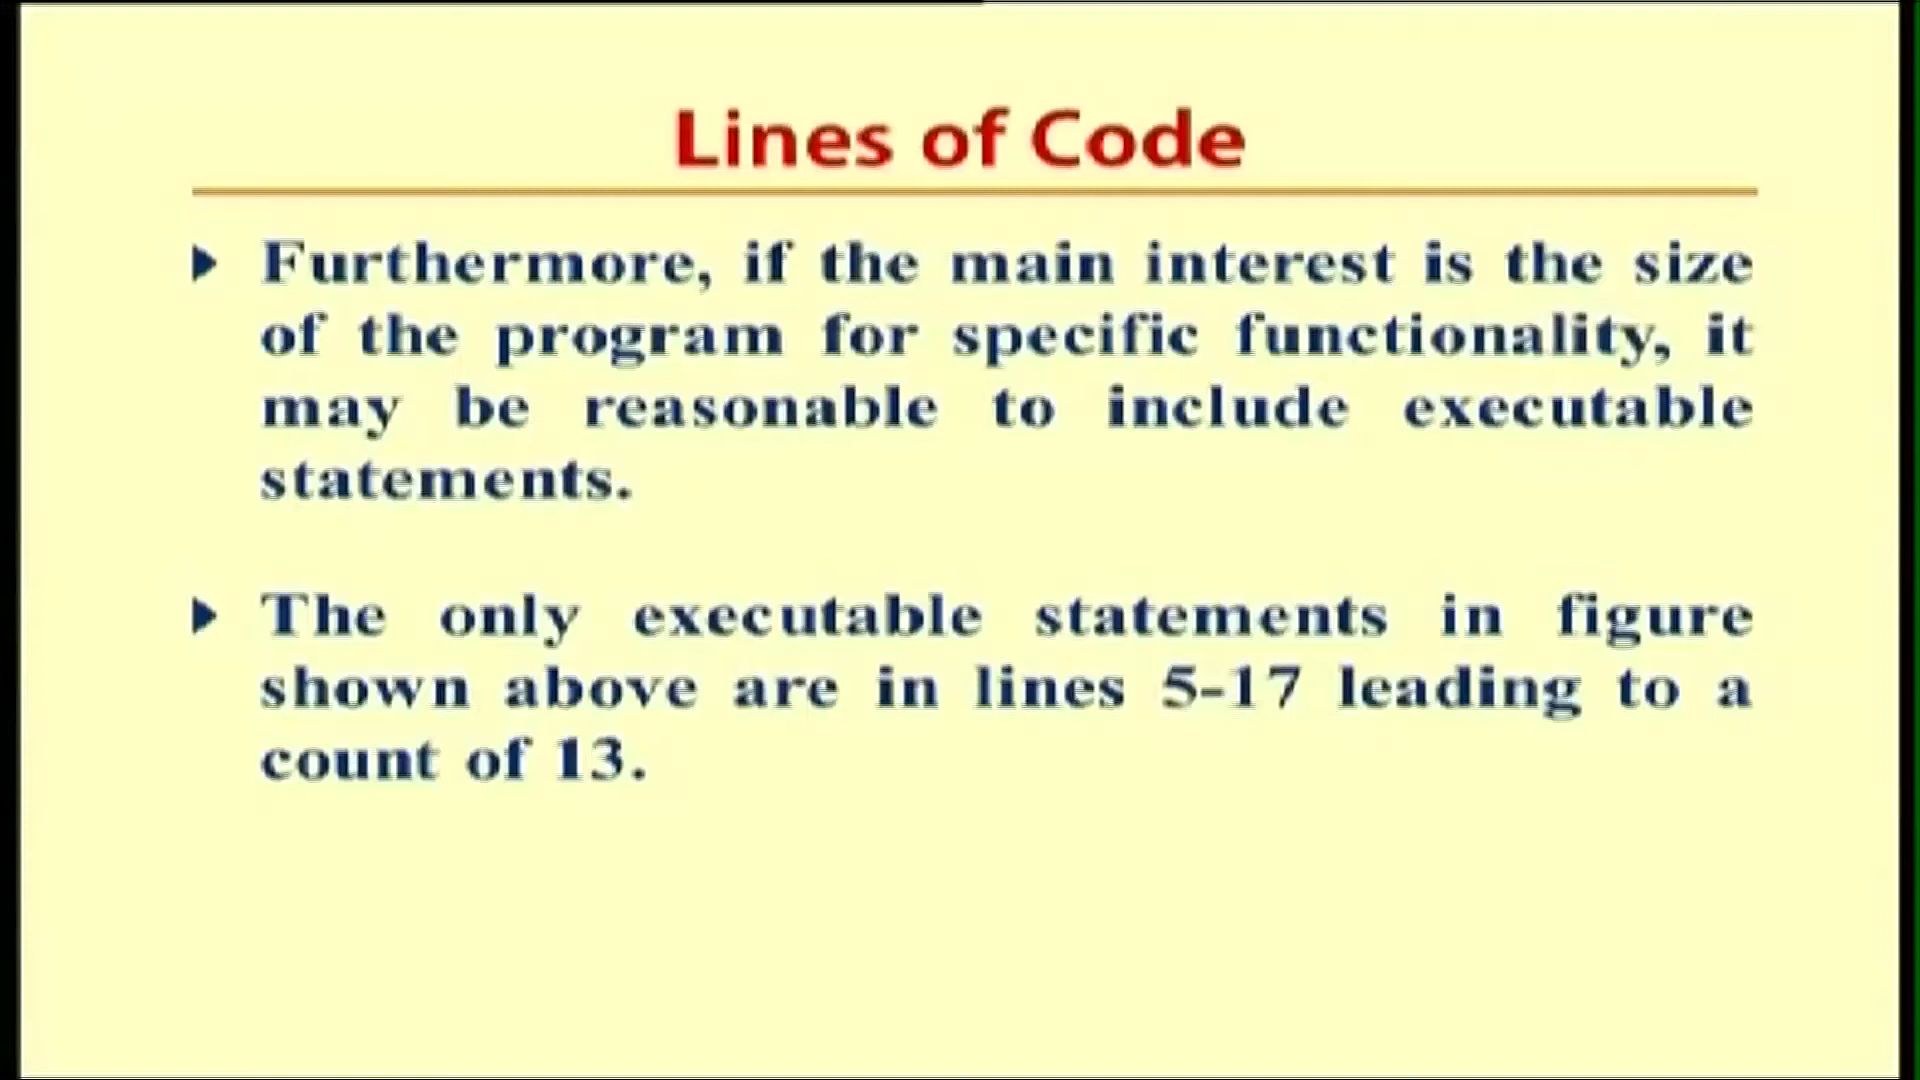 Lines of Code
Furthermore, if the main interest is the size
of the program for specific functionality, it
may be reasonable to include executable
statements.
The only executable statements in figure
shown above are in lines 5-17 leading to a
count of 13.